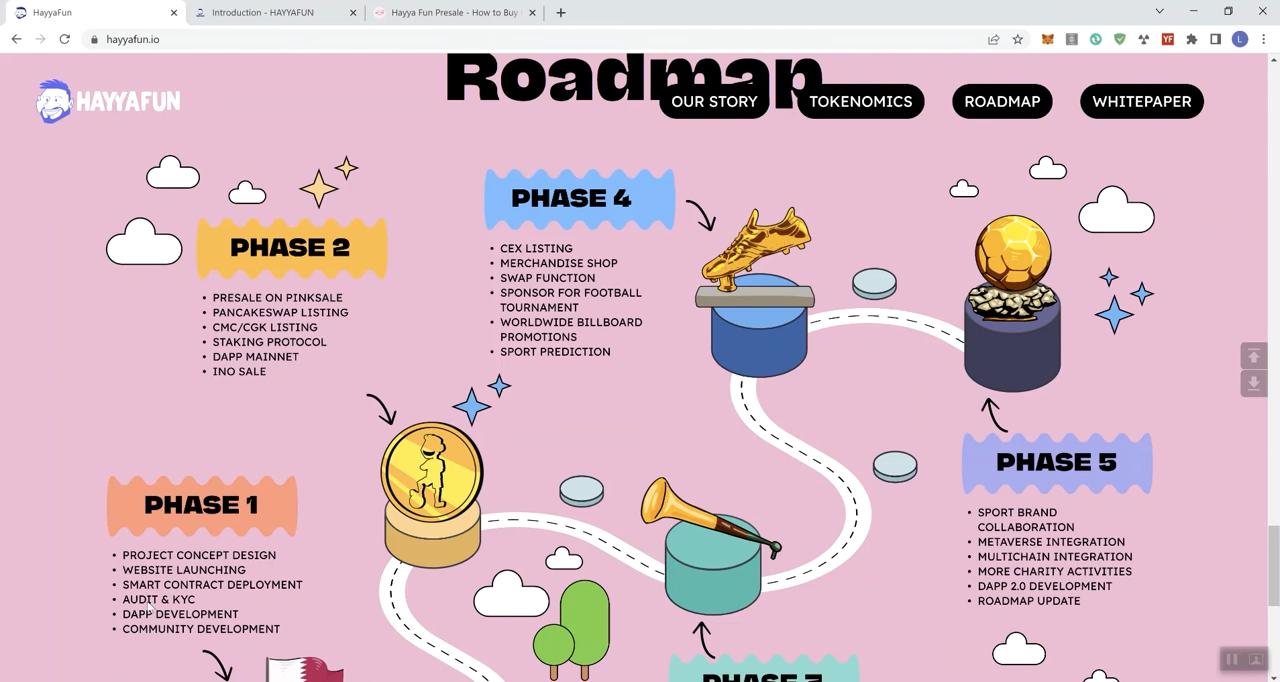 HayyaFun
Introduction - HAYYAFUN
Hayya Fun Presale - How to Buy
hayyafun.io
YF
L
Roadmap
HAYYAFUN
OUR STORY
TOKENOMICS
ROADMAP
WHITEPAPER
PHASE 2
• PRESALE ON PINKSALE
• PANCAKESWAP LISTING
• CMC/CGK LISTING
• STAKING PROTOCOL
• DAPP MAINNET
• INO SALE
PHASE 4
• CEX LISTING
• MERCHANDISE SHOP
• SWAP FUNCTION
• SPONSOR FOR FOOTBALL
TOURNAMENT
• WORLDWIDE BILLBOARD
PROMOTIONS
• SPORT PREDICTION
PHASE 1
• PROJECT CONCEPT DESIGN
• WEBSITE LAUNCHING
• SMART CONTRACT DEPLOYMENT
• AUDIT & KYC
• DAPP DEVELOPMENT
• COMMUNITY DEVELOPMENT
PHASE 5
• SPORT BRAND
COLLABORATION
• METAVERSE INTEGRATION
• MULTICHAIN INTEGRATION
• MORE CHARITY ACTIVITIES
• DAPP 2.0 DEVELOPMENT
• ROADMAP UPDATE
PHASE 3